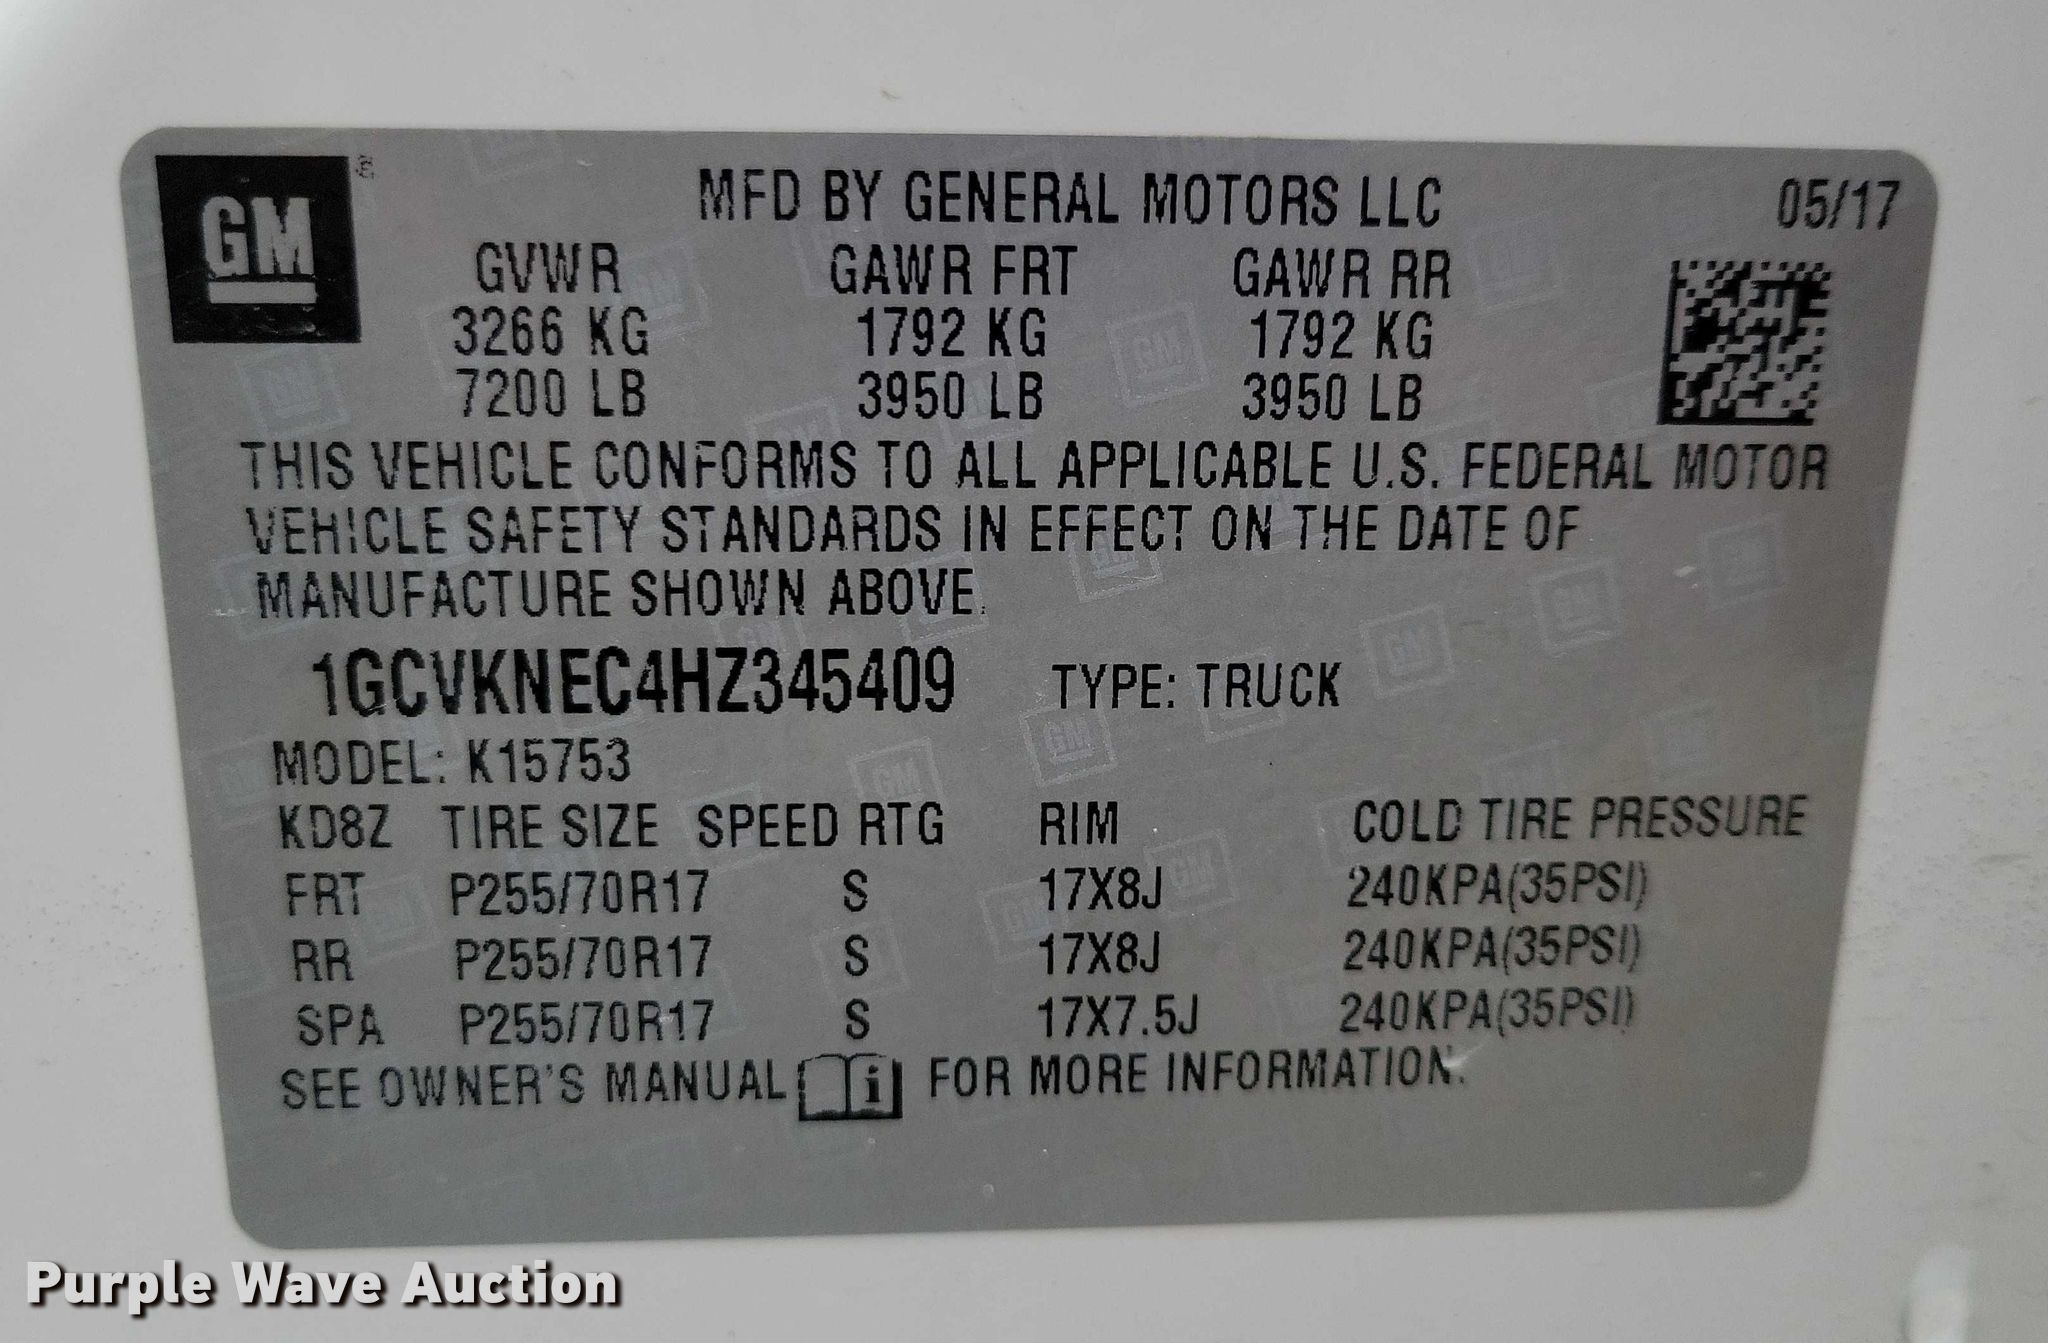 GM
MFD BY GENERAL MOTORS LLC 05/17
GVWR GAWR FRT GAWR RR
3266 KG 1792 KG 1792 KG
7200 LB 3950 LB 3950 LB
THIS VEHICLE CONFORMS TO ALL APPLICABLE U.S. FEDERAL MOTOR
VEHICLE SAFETY STANDARDS IN EFFECT ON THE DATE OF
MANUFACTURE SHOWN ABOVE.
1GCVKNEC4HZ345409 TYPE: TRUCK
MODEL: K15753
KD8Z TIRE SIZE SPEED RTG RIM COLD TIRE PRESSURE
FRT P255/70R17 S 17X8J 240KPA(35PSI)
RR P255/70R17 S 17X8J 240KPA(35PSI)
SPA P255/70R17 S 17X7.5J 240KPA(35PSI)
SEE OWNER'S MANUAL i FOR MORE INFORMATION.
Purple Wave Auction